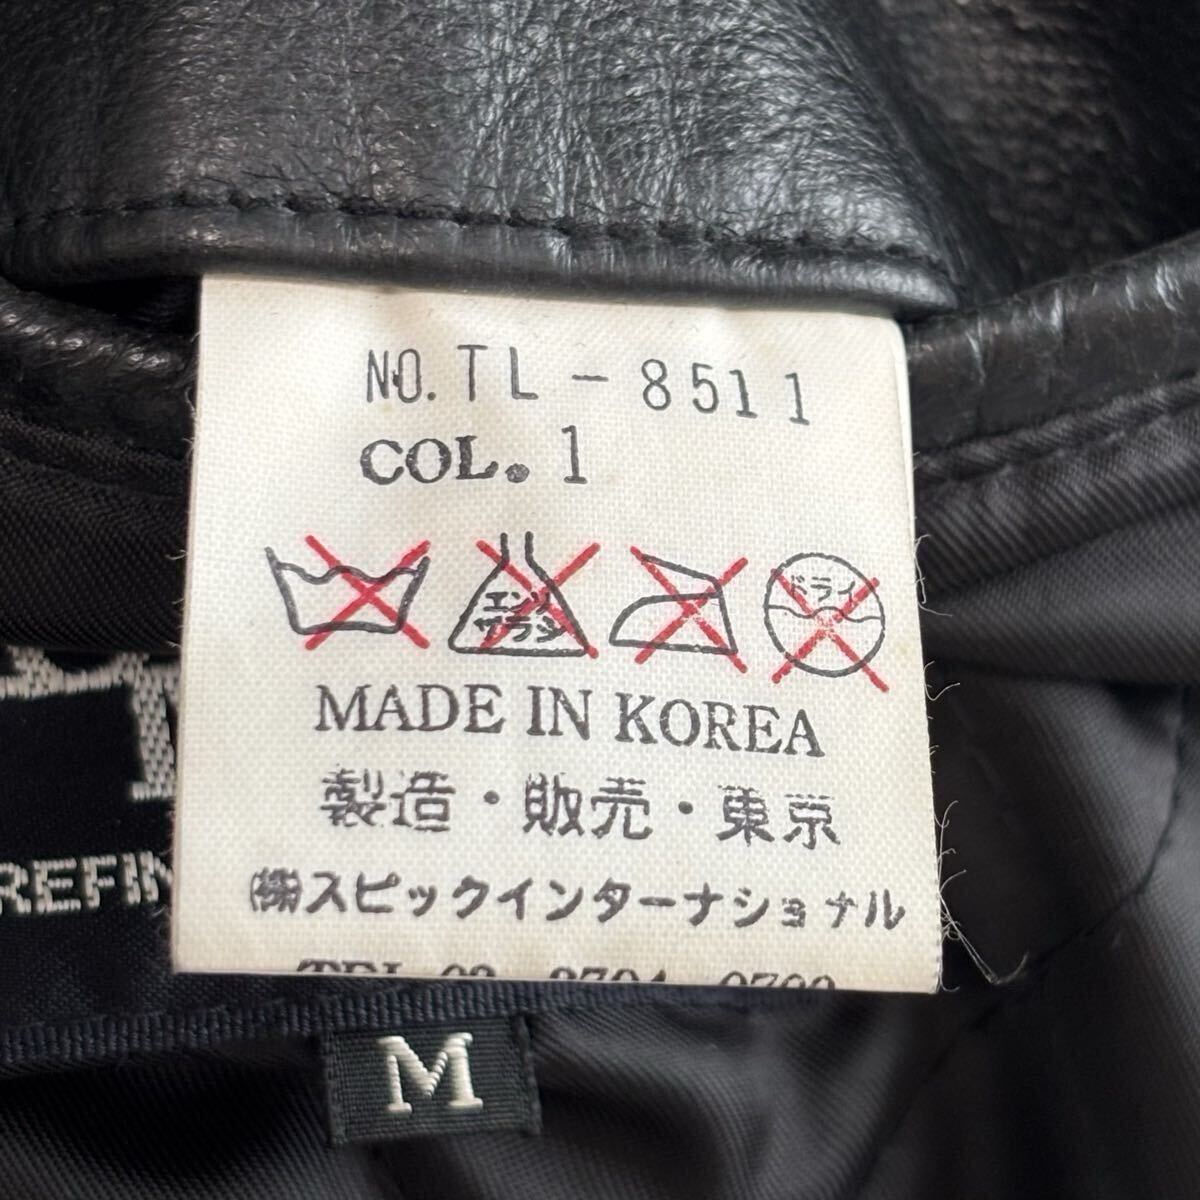 NO. TL-8511
COL. 1
エンソ
サラシ
ドライ
MADE IN KOREA
製造・販売・東京
㈱スピックインターナショナル
REFIN
M